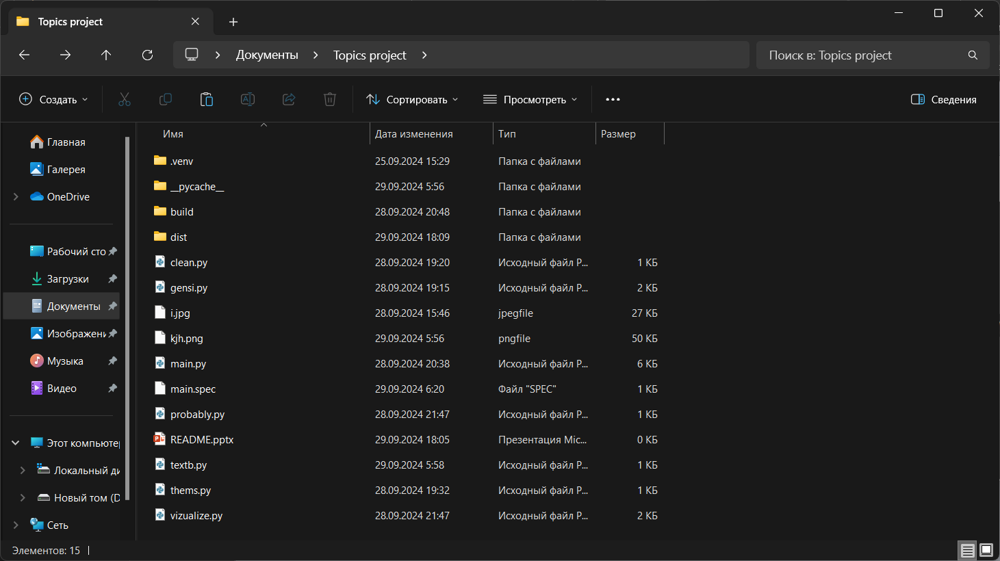 Topics project
Документы
Topics project
Поиск в: Topics project
Создать
Сортировать
Просмотреть
Сведения
Имя Дата изменения Тип Размер
Главная
Галерея
OneDrive
Рабочий сто
Загрузки
Документы
Изображени
Музыка
Видео
Этот компьютер
Локальный ди
Новый том (D
Сеть
.venv 25.09.2024 15:29 Папка с файлами
__pycache__ 29.09.2024 5:56 Папка с файлами
build 28.09.2024 20:48 Папка с файлами
dist 29.09.2024 18:09 Папка с файлами
clean.py 28.09.2024 19:20 Исходный файл P... 1 КБ
gensi.py 28.09.2024 19:15 Исходный файл P... 2 КБ
i.jpg 28.09.2024 15:46 jpegfile 27 КБ
kjh.png 29.09.2024 5:56 pngfile 50 КБ
main.py 28.09.2024 20:38 Исходный файл P... 6 КБ
main.spec 29.09.2024 6:20 Файл "SPEC" 1 КБ
probably.py 28.09.2024 21:47 Исходный файл P... 1 КБ
README.pptx 29.09.2024 18:05 Презентация Mic... 0 КБ
textb.py 29.09.2024 5:58 Исходный файл P... 1 КБ
thems.py 28.09.2024 19:32 Исходный файл P... 1 КБ
vizualize.py 28.09.2024 21:47 Исходный файл P... 2 КБ
Элементов: 15